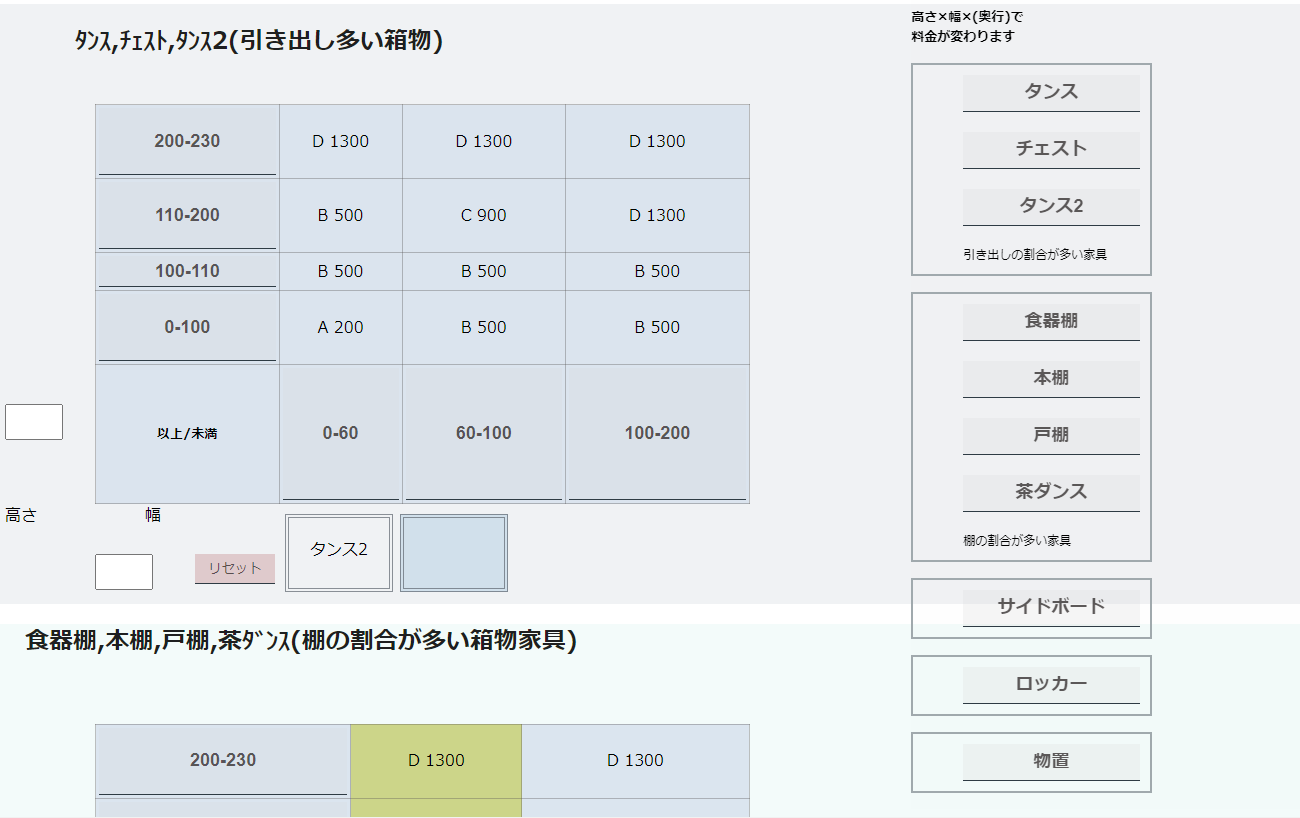 ﾀﾝｽ,ﾁｪｽﾄ,ﾀﾝｽ2(引き出し多い箱物)
200-230 D 1300 D 1300 D 1300
110-200 B 500 C 900 D 1300
100-110 B 500 B 500 B 500
0-100 A 200 B 500 B 500
以上/未満 0-60 60-100 100-200
高さ 幅
リセット タンス2
食器棚,本棚,戸棚,茶ﾀﾞﾝｽ(棚の割合が多い箱物家具)
200-230 D 1300 D 1300
高さ×幅×(奥行)で
料金が変わります
タンス
チェスト
タンス2
引き出しの割合が多い家具
食器棚
本棚
戸棚
茶ダンス
棚の割合が多い家具
サイドボード
ロッカー
物置